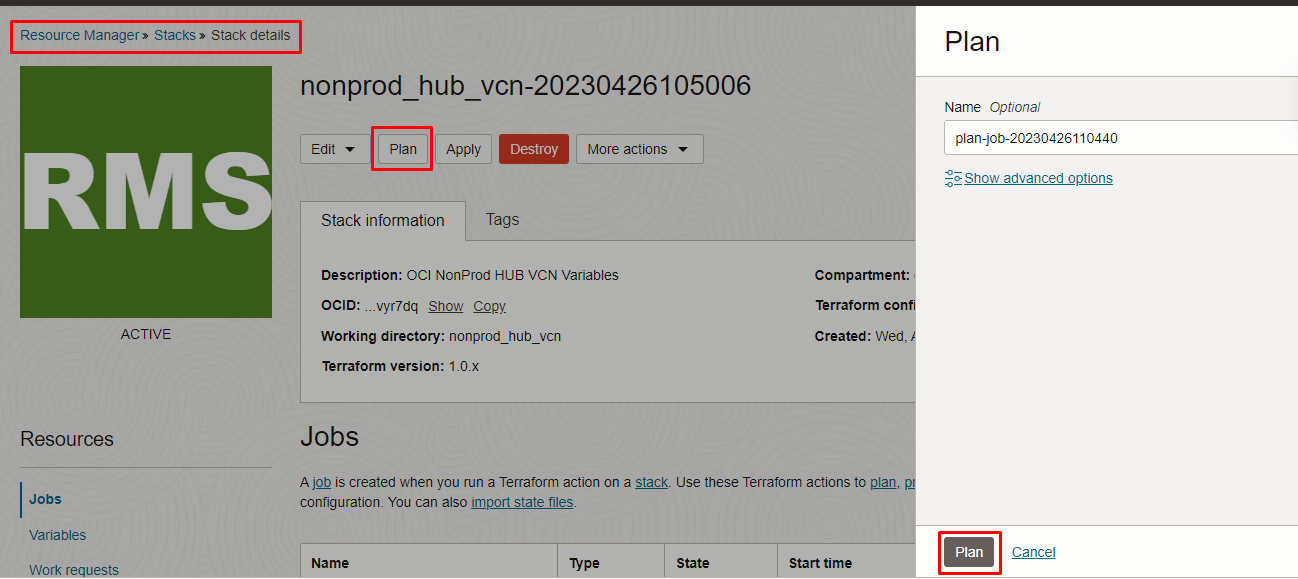 Resource Manager » Stacks » Stack details
RMS
ACTIVE
nonprod_hub_vcn-20230426105006
Edit Plan Apply Destroy More actions
Stack information Tags
Description: OCI NonProd HUB VCN Variables
OCID: ...vyr7dq Show Copy
Working directory: nonprod_hub_vcn
Terraform version: 1.0.x
Compartment:
Terraform confi
Created: Wed, A
Resources
Jobs
Variables
Work requests
Jobs
A job is created when you run a Terraform action on a stack. Use these Terraform actions to plan, pr
configuration. You can also import state files.
Name Type State Start time
Plan
Name Optional
plan-job-20230426110440
Show advanced options
Plan Cancel